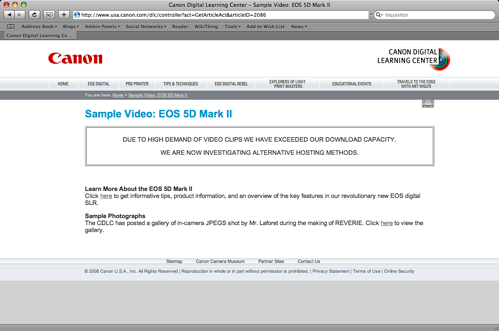 Canon Digital Learning Center – Sample Video: EOS 5D Mark II
http://www.usa.canon.com/dlc/controller?act=GetArticleAct&articleID=2086
Inquisitor
Address Book Blogs Admin Panels Social Networks Reader WikiThing Tools Add to Wish List News
Canon Digital Learning Ce...
Canon
CANON DIGITAL
LEARNING CENTER
HOME EOS DIGITAL PRO PRINTER TIPS & TECHNIQUES EOS DIGITAL REBEL EXPLORERS OF LIGHT PRINT MASTERS EDUCATIONAL EVENTS TRAVELS TO THE EDGE WITH ART WOLFE
You are here: Home > Sample Video: EOS 5D Mark II
PRINT
Sample Video: EOS 5D Mark II
DUE TO HIGH DEMAND OF VIDEO CLIPS WE HAVE EXCEEDED OUR DOWNLOAD CAPACITY.
WE ARE NOW INVESTIGATING ALTERNATIVE HOSTING METHODS.
Learn More About the EOS 5D Mark II
Click here to get informative tips, product information, and an overview of the key features in our revolutionary new EOS digital
SLR.
Sample Photographs
The CDLC has posted a gallery of in-camera JPEGS shot by Mr. Laforet during the making of REVERIE. Click here to view the
gallery.
Sitemap Canon Camera Museum Partner Sites Contact Us
© 2008 Canon U.S.A., Inc. All Rights Reserved | Reproduction in whole or in part without permission is prohibited. | Privacy Statement | Terms of Use | Online Security